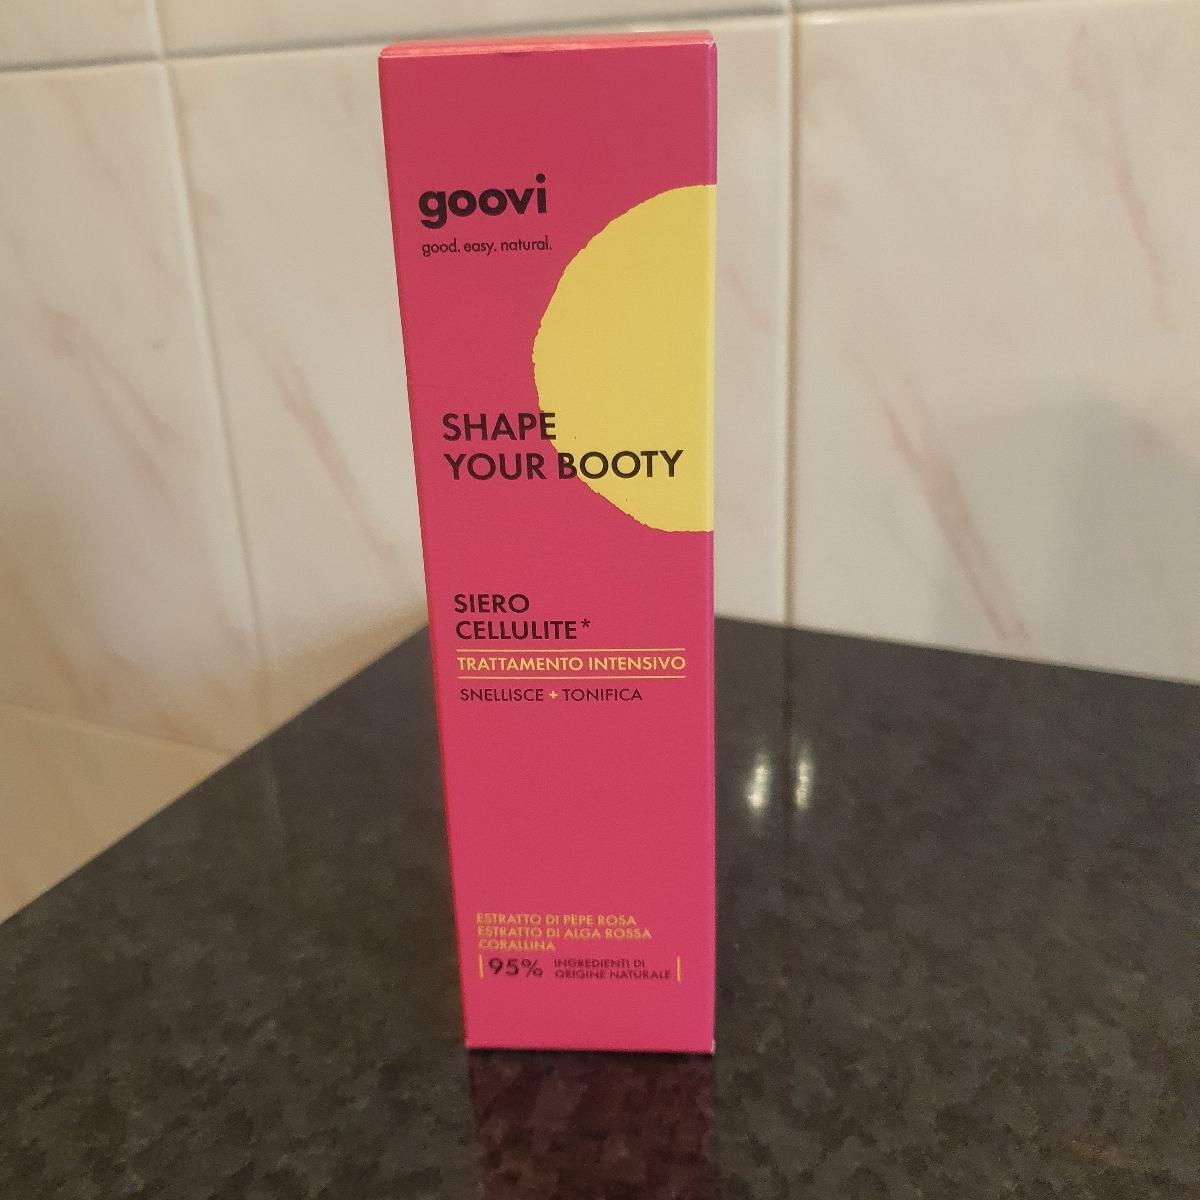 goovi
good. easy. natural.
SHAPE
YOUR BOOTY
SIERO
CELLULITE*
TRATTAMENTO INTENSIVO
SNELLISCE + TONIFICA
ESTRATTO DI PEPE ROSA
ESTRATTO DI ALGA ROSSA
CORALLINA
95% INGREDIENTI DI
ORIGINE NATURALE